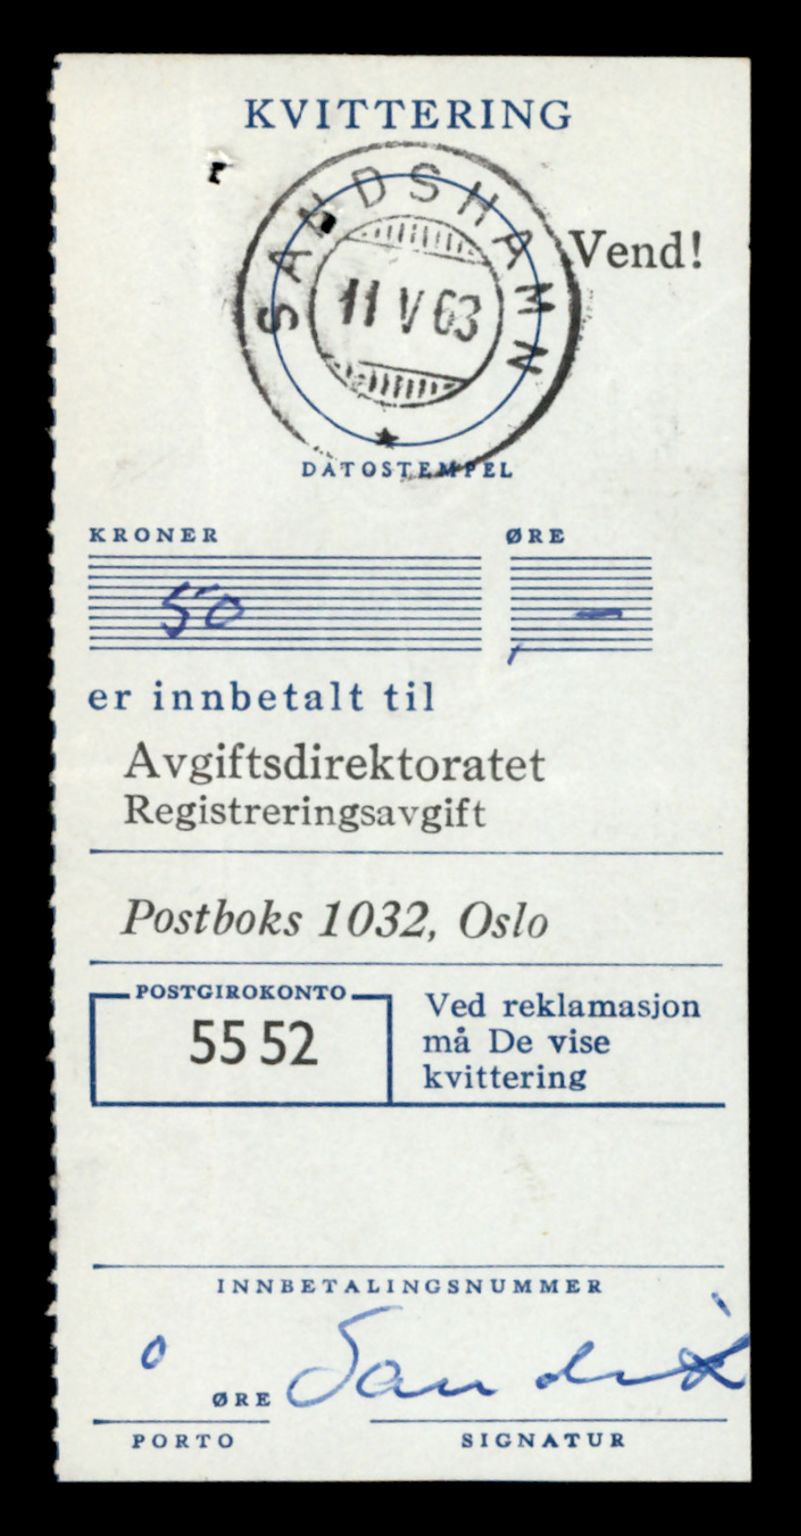 KVITTERING
SANDSHAMN
Vend!
11 V 63
DATOSTEMPEL
KRONER ØRE
50 , —
er innbetalt til
Avgiftsdirektoratet
Registreringsavgift
Postboks 1032, Oslo
POSTGIROKONTO
55 52
Ved reklamasjon
må De vise
kvittering
INNBETALINGSNUMMER
0 ØRE
PORTO SIGNATUR